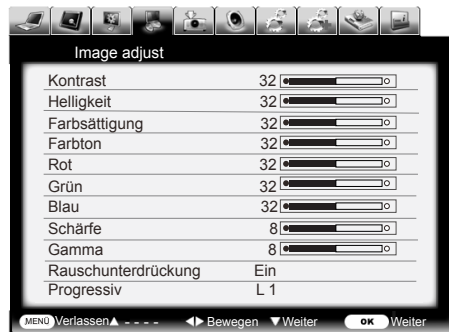 Image adjust
Kontrast 32
Helligkeit 32
Farbsättigung 32
Farbton 32
Rot 32
Grün 32
Blau 32
Schärfe 8
Gamma 8
Rauschunterdrückung Ein
Progressiv L 1
MENÜ Verlassen▲ - - - - ◀▶ Bewegen ▼Weiter OK Weiter